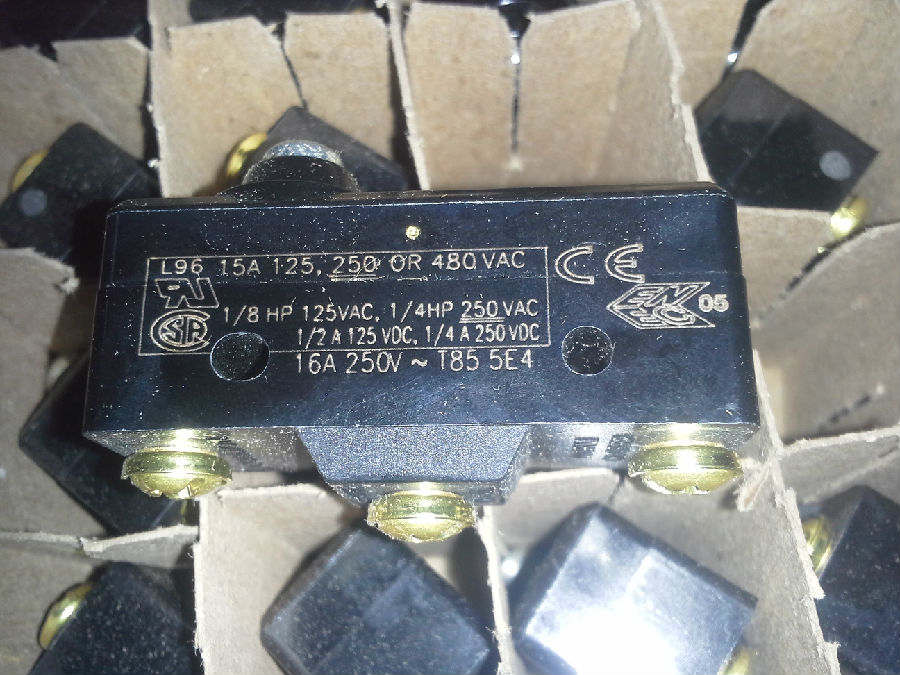 L96 15A 125, 250 OR 480 VAC
CE
1/8 HP 125VAC, 1/4HP 250 VAC
05
1/2 A 125 VDC, 1/4 A 250 VDC
16A 250V ~ T85 5E4